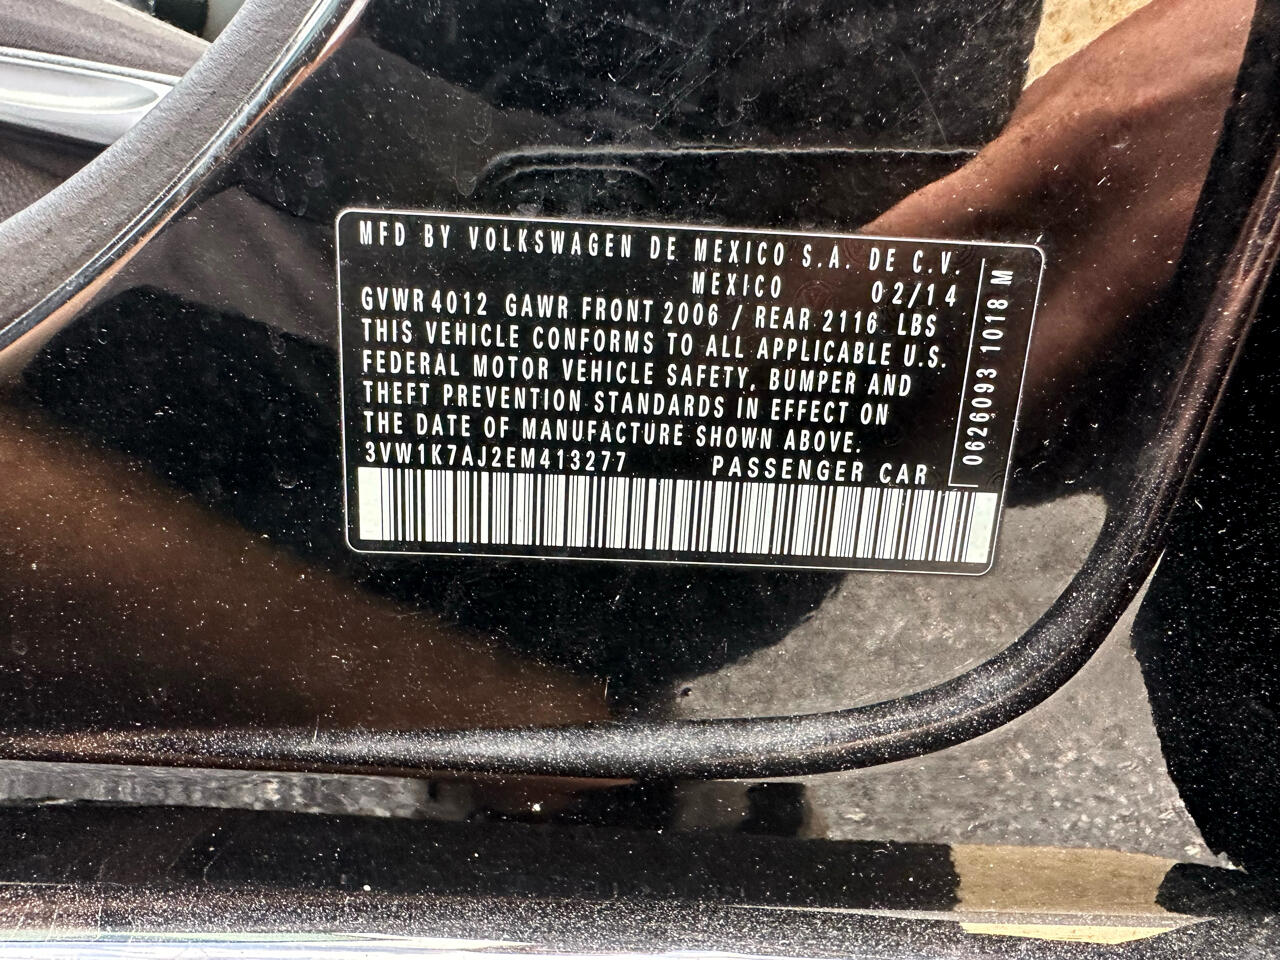 MFD BY VOLKSWAGEN DE MEXICO S.A. DE C.V.
MEXICO 02/14
GVWR 4012 GAWR FRONT 2006 / REAR 2116 LBS
THIS VEHICLE CONFORMS TO ALL APPLICABLE U.S.
FEDERAL MOTOR VEHICLE SAFETY, BUMPER AND
THEFT PREVENTION STANDARDS IN EFFECT ON
THE DATE OF MANUFACTURE SHOWN ABOVE.
3VW1K7AJ2EM413277 PASSENGER CAR
0626093 1018 M